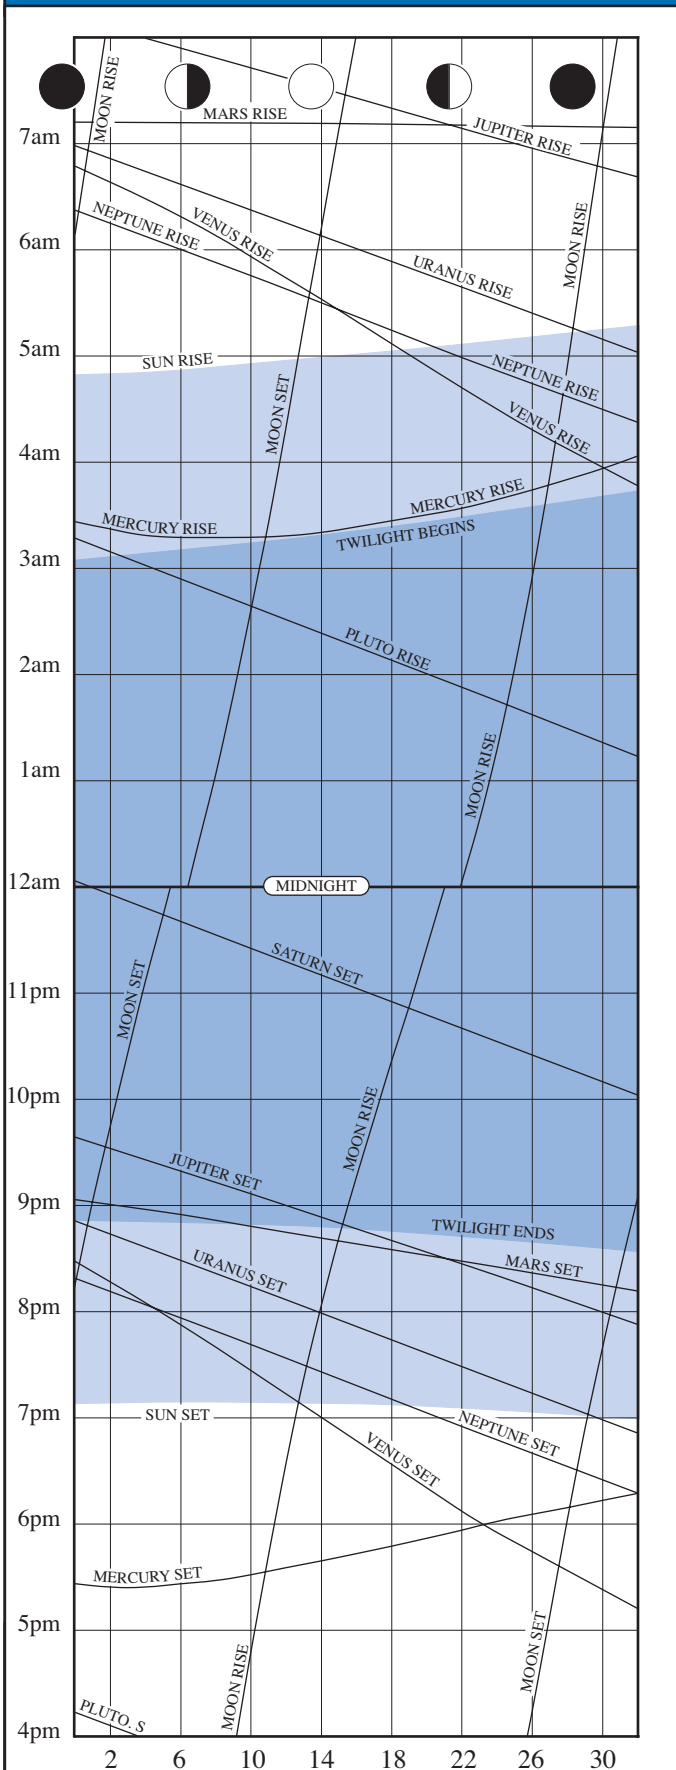 MOON RISE
MARS RISE
JUPITER RISE
7am
NEPTUNE RISE
VENUS RISE
MOON RISE
6am
URANUS RISE
SUN RISE
5am
NEPTUNE RISE
MOON SET
VENUS RISE
4am
MERCURY RISE
MERCURY RISE
TWILIGHT BEGINS
3am
PLUTO RISE
2am
MOON RISE
1am
12am
MIDNIGHT
SATURN SET
MOON SET
11pm
10pm
MOON RISE
JUPITER SET
9pm
TWILIGHT ENDS
URANUS SET
MARS SET
8pm
7pm
SUN SET
NEPTUNE SET
VENUS SET
6pm
MERCURY SET
5pm
MOON RISE
MOON SET
PLUTO. S
4pm
2 6 10 14 18 22 26 30